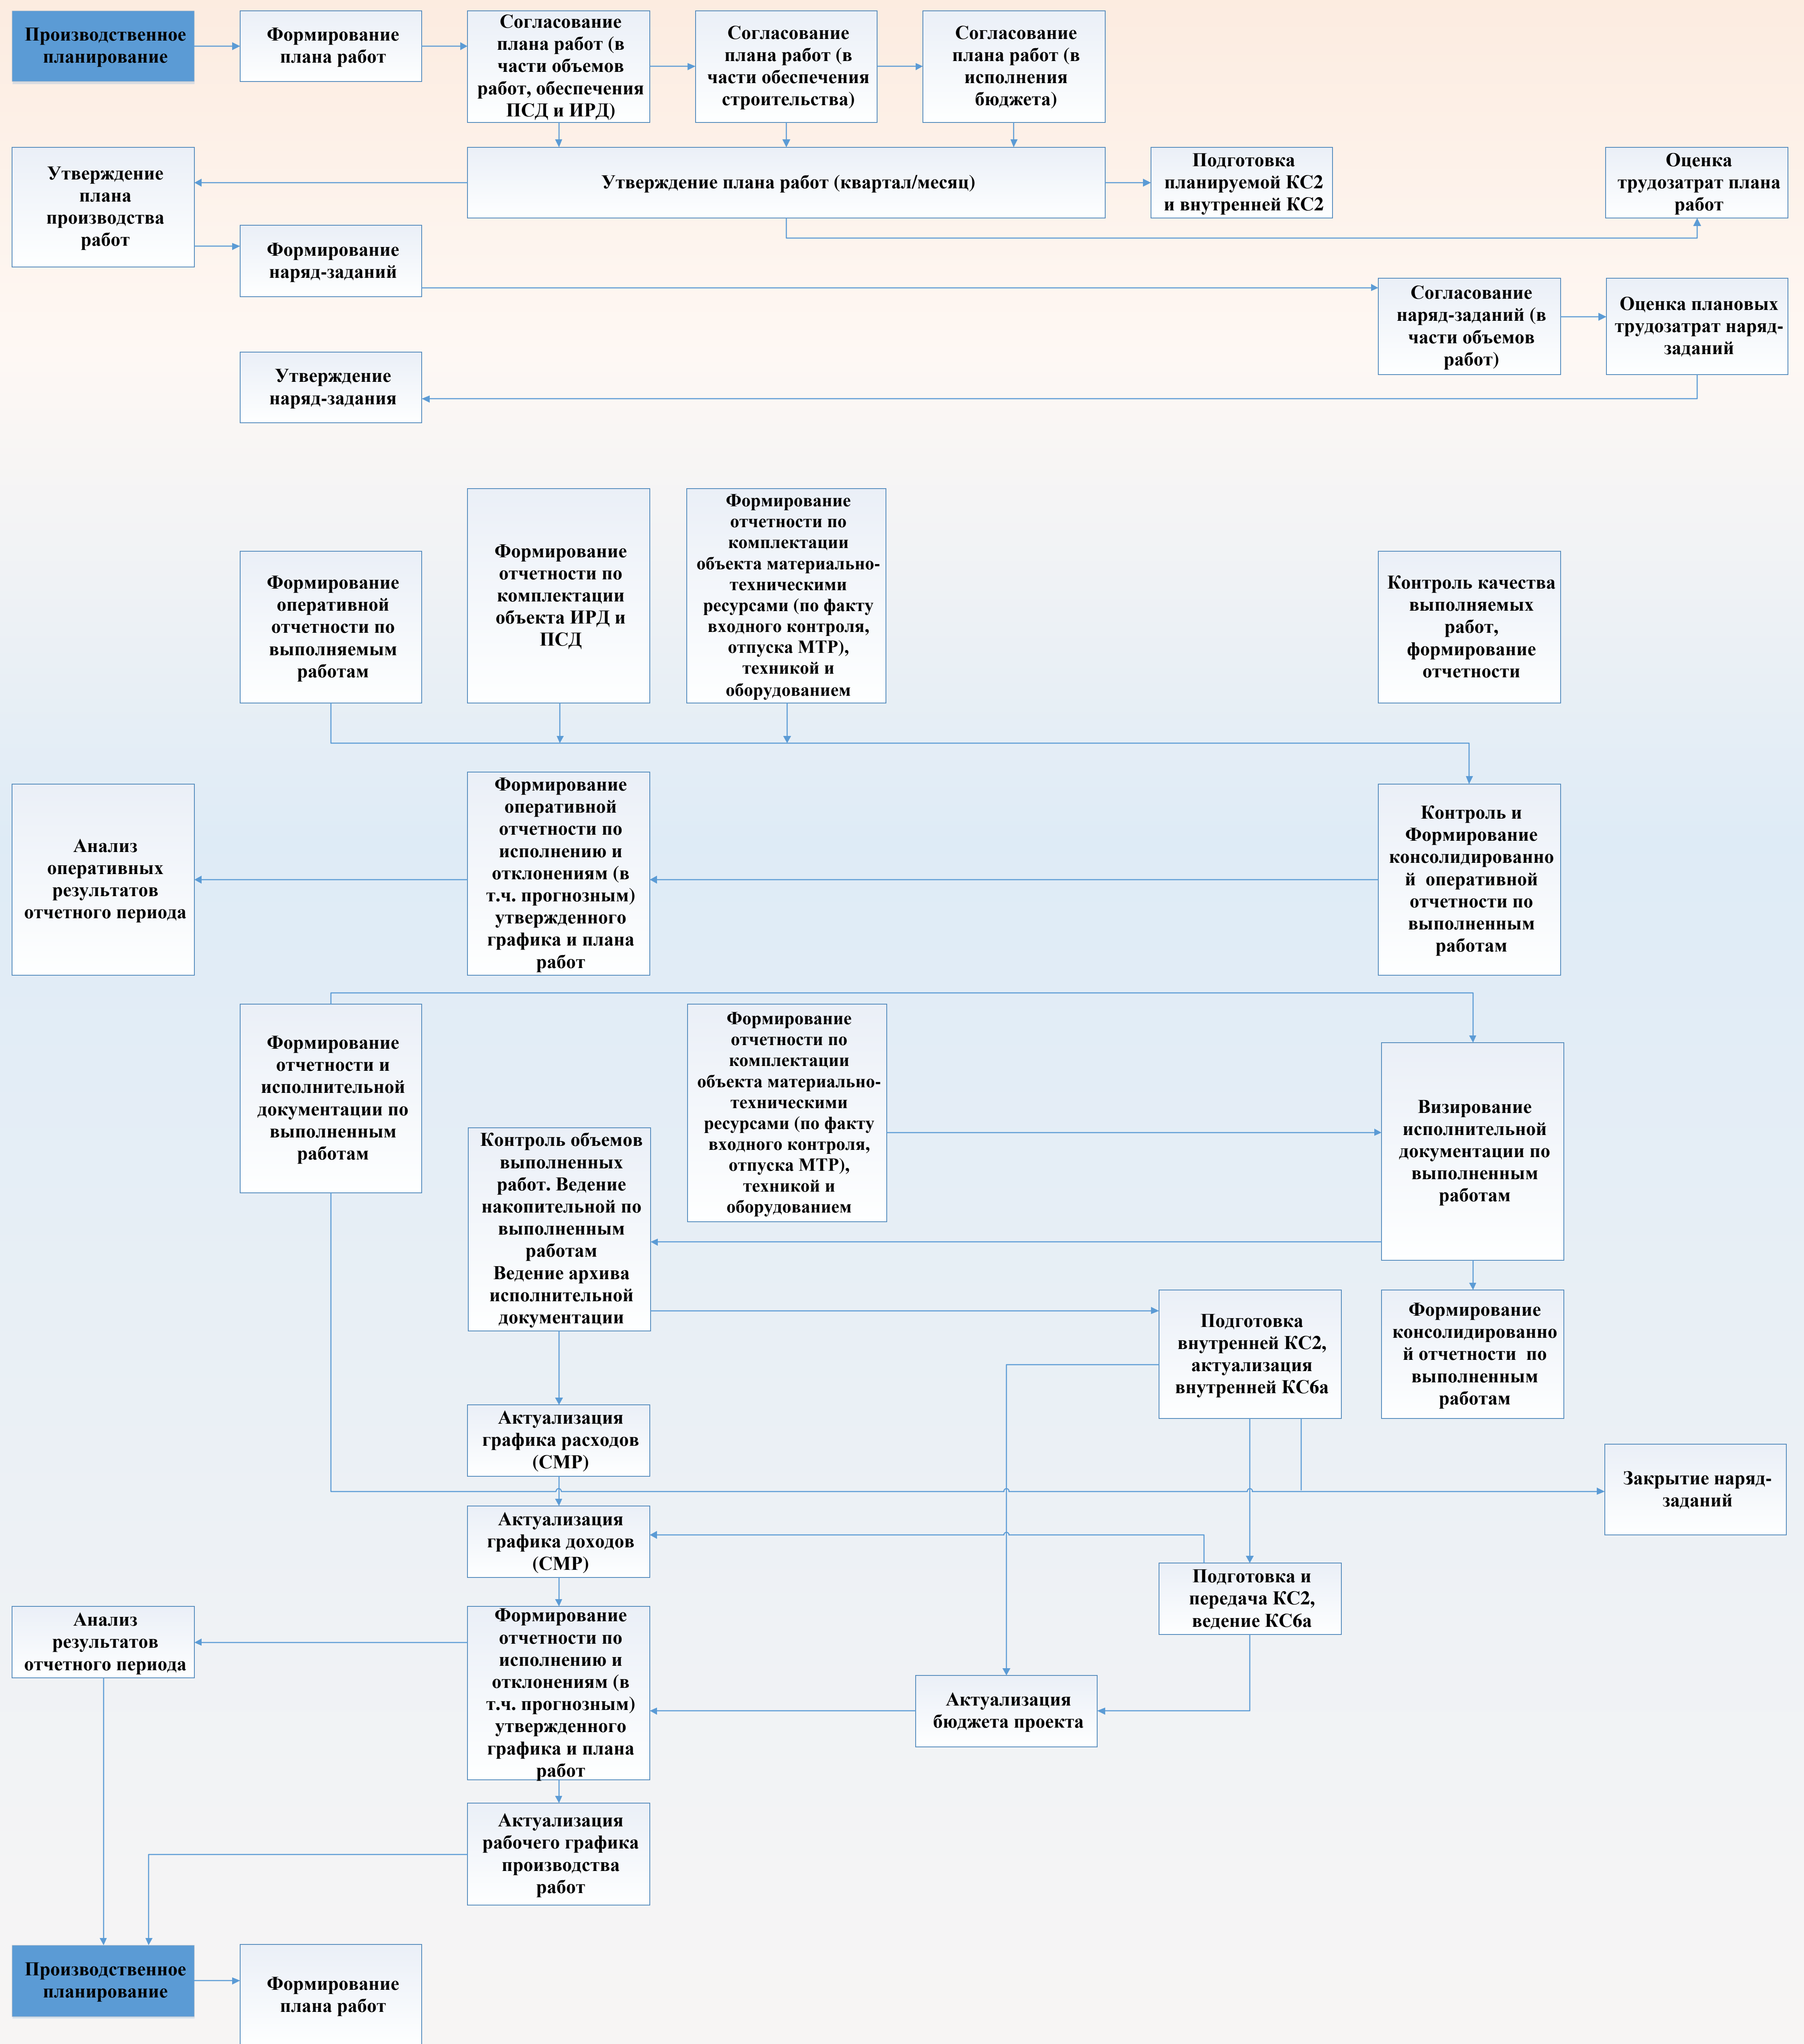 Производственное
планирование
Формирование
плана работ
Согласование
плана работ (в
части объемов
работ, обеспечения
ПСД и ИРД)
Согласование
плана работ (в
части обеспечения
строительства)
Согласование
плана работ (в
исполнения
бюджета)
Утверждение
плана
производства
работ
Утверждение плана работ (квартал/месяц)
Подготовка
планируемой КС2
и внутренней КС2
Оценка
трудозатрат плана
работ
Формирование
наряд-заданий
Согласование
наряд-заданий (в
части объемов
работ)
Оценка плановых
трудозатрат наряд-
заданий
Утверждение
наряд-задания
Формирование
оперативной
отчетности по
выполняемым
работам
Формирование
отчетности по
комплектации
объекта ИРД и
ПСД
Формирование
отчетности по
комплектации
объекта материально-
техническими
ресурсами (по факту
входного контроля,
отпуска МТР),
техникой и
оборудованием
Контроль качества
выполняемых
работ,
формирование
отчетности
Анализ
оперативных
результатов
отчетного периода
Формирование
оперативной
отчетности по
исполнению и
отклонениям (в
т.ч. прогнозным)
утвержденного
графика и плана
работ
Контроль и
Формирование
консолидированно
й оперативной
отчетности по
выполненным
работам
Формирование
отчетности и
исполнительной
документации по
выполненным
работам
Формирование
отчетности по
комплектации
объекта материально-
техническими
ресурсами (по факту
входного контроля,
отпуска МТР),
техникой и
оборудованием
Визирование
исполнительной
документации по
выполненным
работам
Контроль объемов
выполненных
работ. Ведение
накопительной по
выполненным
работам
Ведение архива
исполнительной
документации
Подготовка
внутренней КС2,
актуализация
внутренней КС6а
Формирование
консолидированно
й отчетности по
выполненным
работам
Актуализация
графика расходов
(СМР)
Закрытие наряд-
заданий
Актуализация
графика доходов
(СМР)
Подготовка и
передача КС2,
ведение КС6а
Анализ
результатов
отчетного периода
Формирование
отчетности по
исполнению и
отклонениям (в
т.ч. прогнозным)
утвержденного
графика и плана
работ
Актуализация
бюджета проекта
Актуализация
рабочего графика
производства
работ
Производственное
планирование
Формирование
плана работ